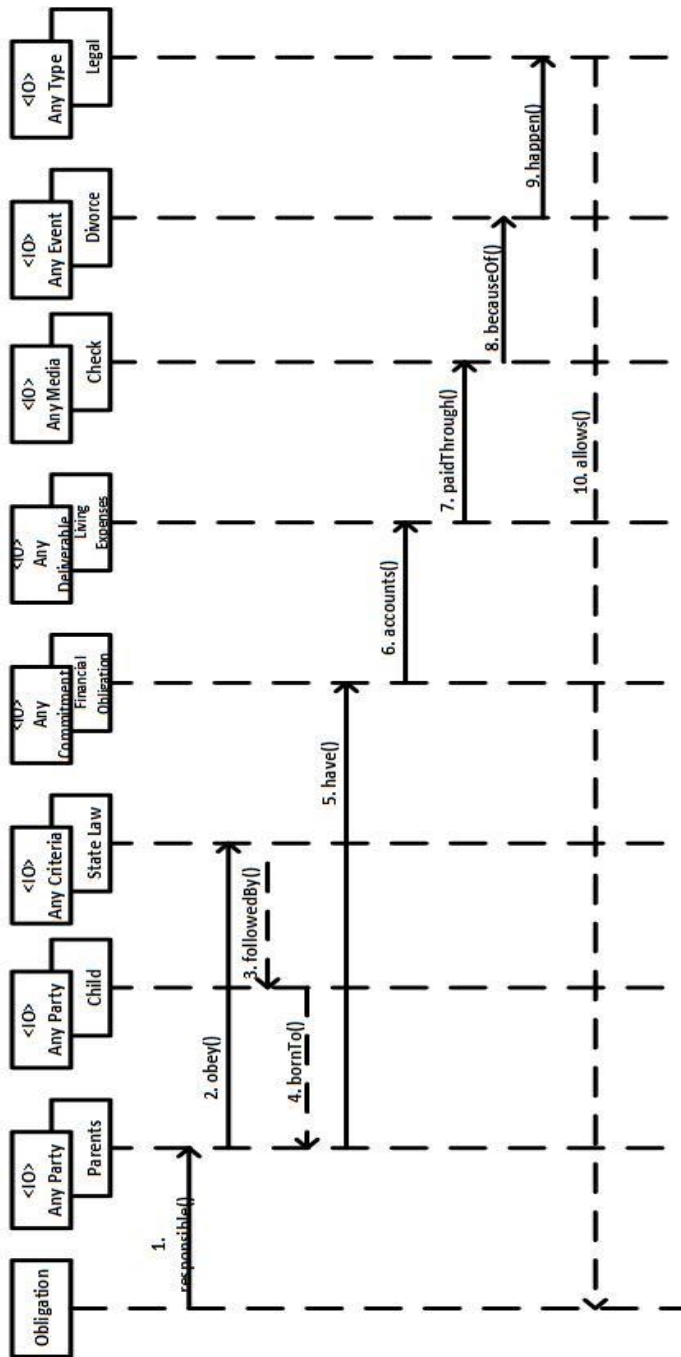 Obligation
<IO>
Any Party
Parents
<IO>
Any Party
Child
<IO>
Any Criteria
State Law
<IO>
Any
Commitment
Financial
Obligation
<IO>
Any
Deliverable
Living
Expenses
<IO>
Any Media
Check
<IO>
Any Event
Divorce
<IO>
Any Type
Legal
1.
responsible()
2. obey()
3. followedBy()
4. bornTo()
5. have()
6. accounts()
7. paidThrough()
8. becauseOf()
9. happen()
10. allows()